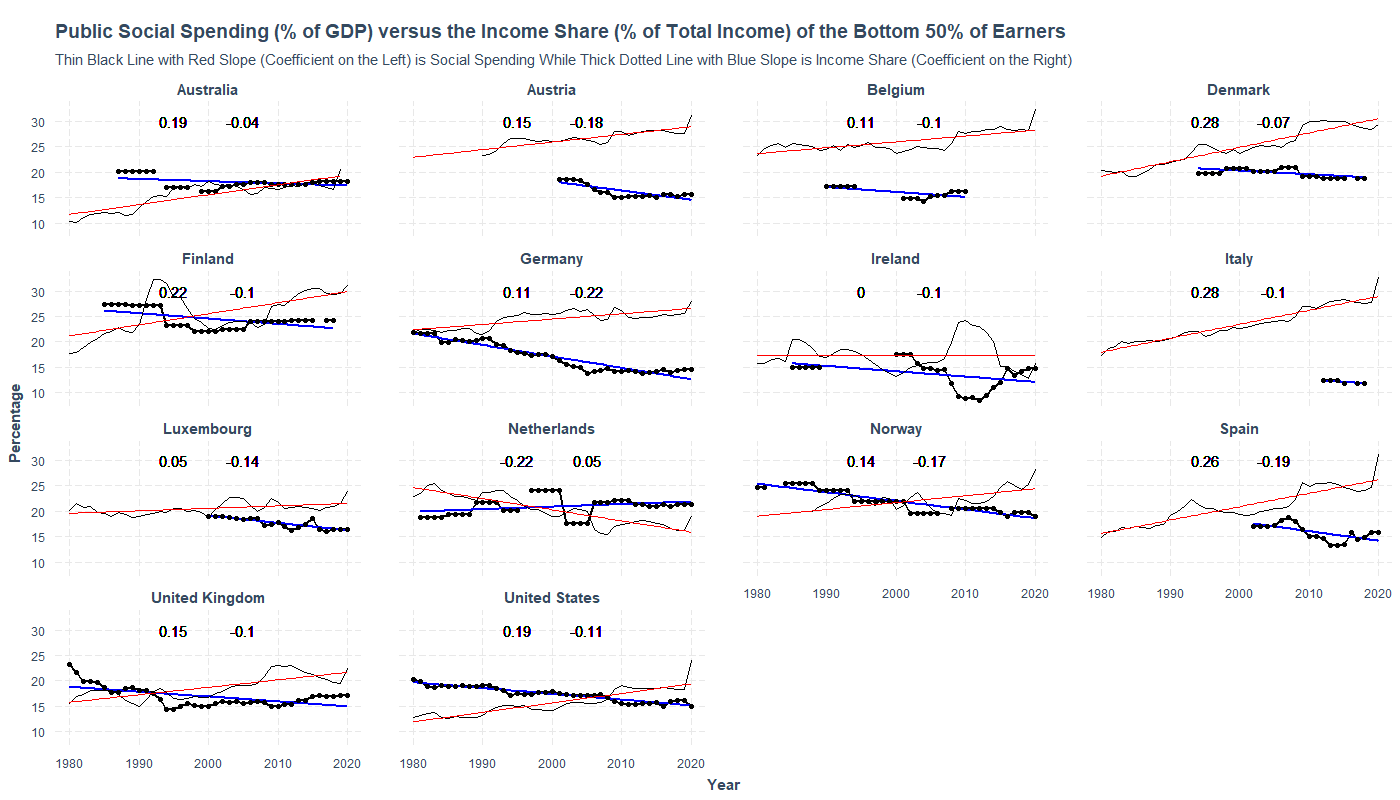 Public Social Spending (% of GDP) versus the Income Share (% of Total Income) of the Bottom 50% of Earners
Thin Black Line with Red Slope (Coefficient on the Left) is Social Spending While Thick Dotted Line with Blue Slope is Income Share (Coefficient on the Right)
Australia Austria Belgium Denmark
30 0.19 -0.04 0.15 -0.18 0.11 -0.1 0.28 -0.07
25
20
15
10
Finland Germany Ireland Italy
30 0.22 -0.1 0.11 -0.22 0 -0.1 0.28 -0.1
25
20
15
10
Percentage
Luxembourg Netherlands Norway Spain
30 0.05 -0.14 -0.22 0.05 0.14 -0.17 0.26 -0.19
25
20
15
10
1980 1990 2000 2010 2020 1980 1990 2000 2010 2020
United Kingdom United States
30 0.15 -0.1 0.19 -0.11
25
20
15
10
1980 1990 2000 2010 2020 1980 1990 2000 2010 2020
Year